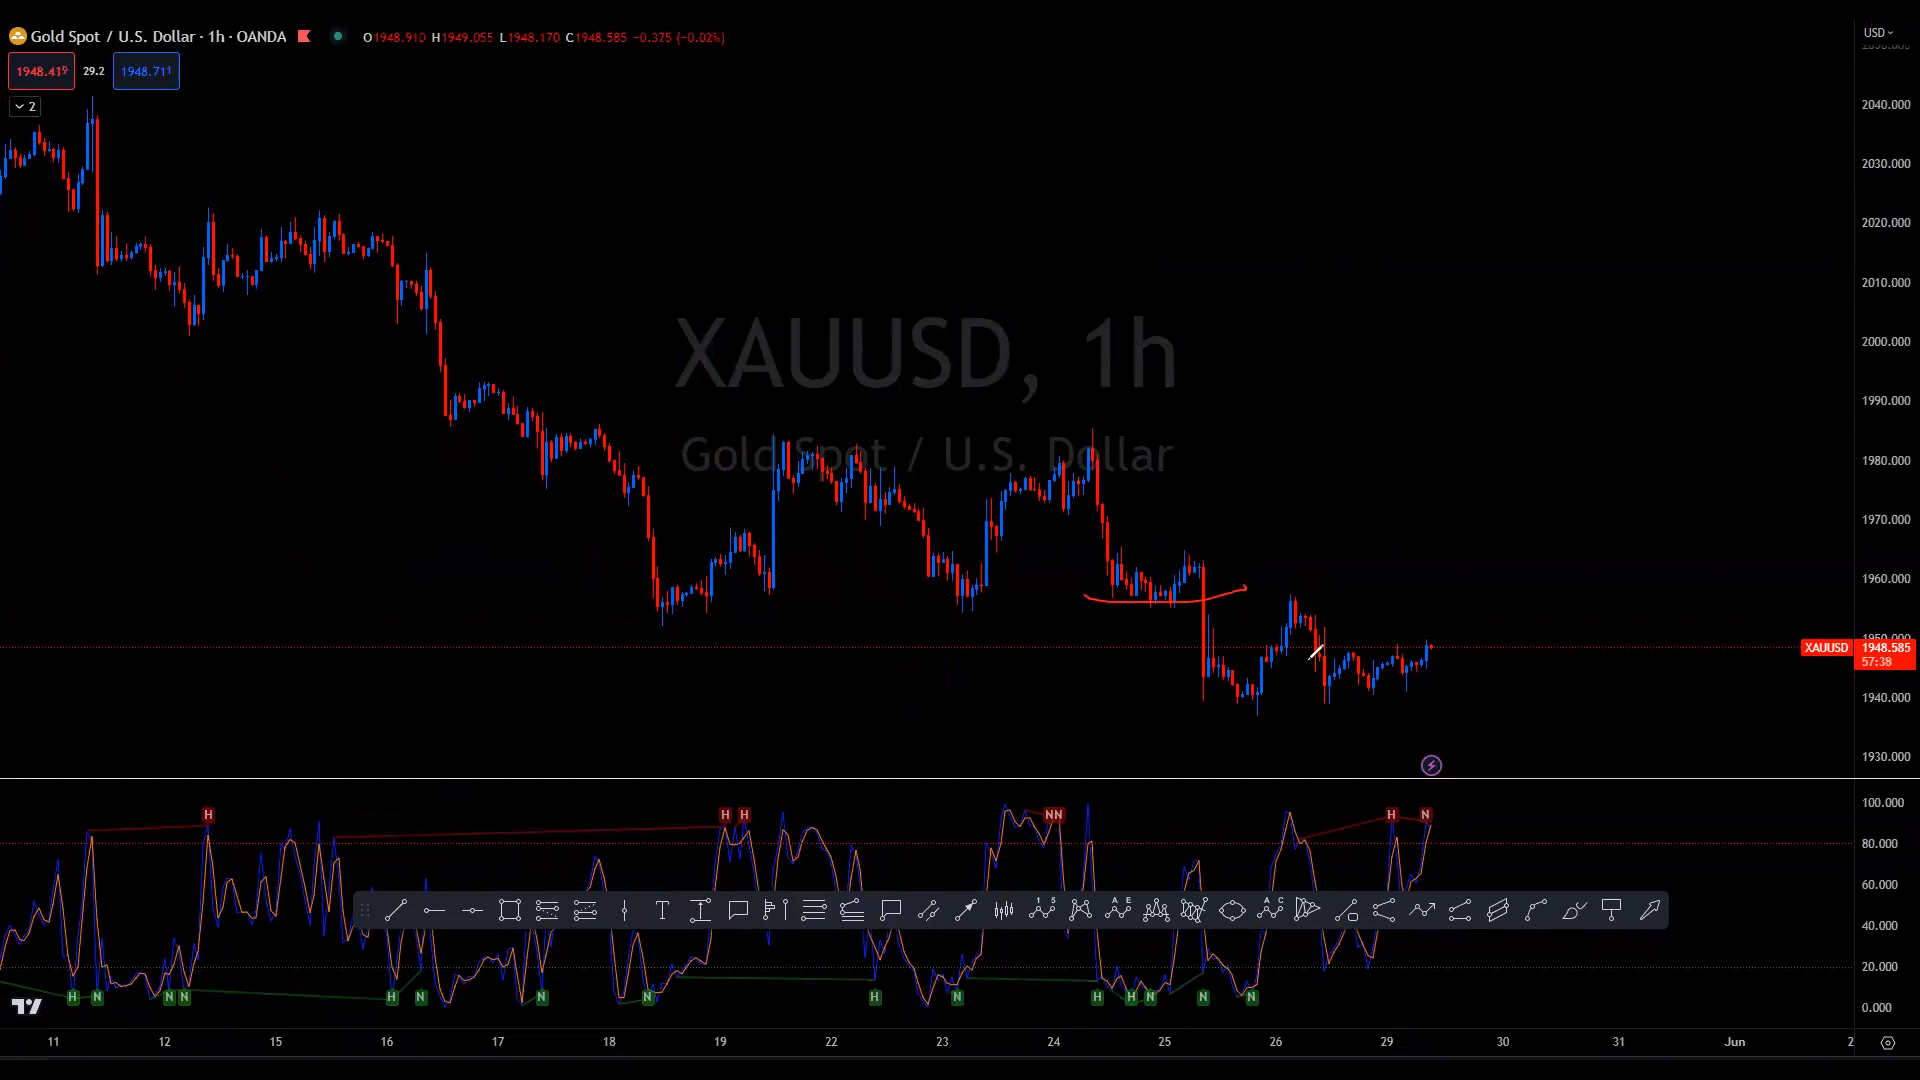 Gold Spot / U.S. Dollar · 1h · OANDA O1948.910 H1949.055 L1948.170 C1948.585 −0.375 (−0.02%)
USD
1948.419 29.2 1948.711
2
2040.000
2030.000
2020.000
2010.000
2000.000
1990.000
1980.000
1970.000
1960.000
1950.000
XAUUSD 1948.585
57:38
1940.000
1930.000
XAUUSD, 1h
Gold Spot / U.S. Dollar
100.000
80.000
60.000
40.000
20.000
0.000
H H H N N H N
H N N N H N N N H N H H N N N
T 1 5 A E A C
11 12 15 16 17 18 19 22 23 24 25 26 29 30 31 Jun 2